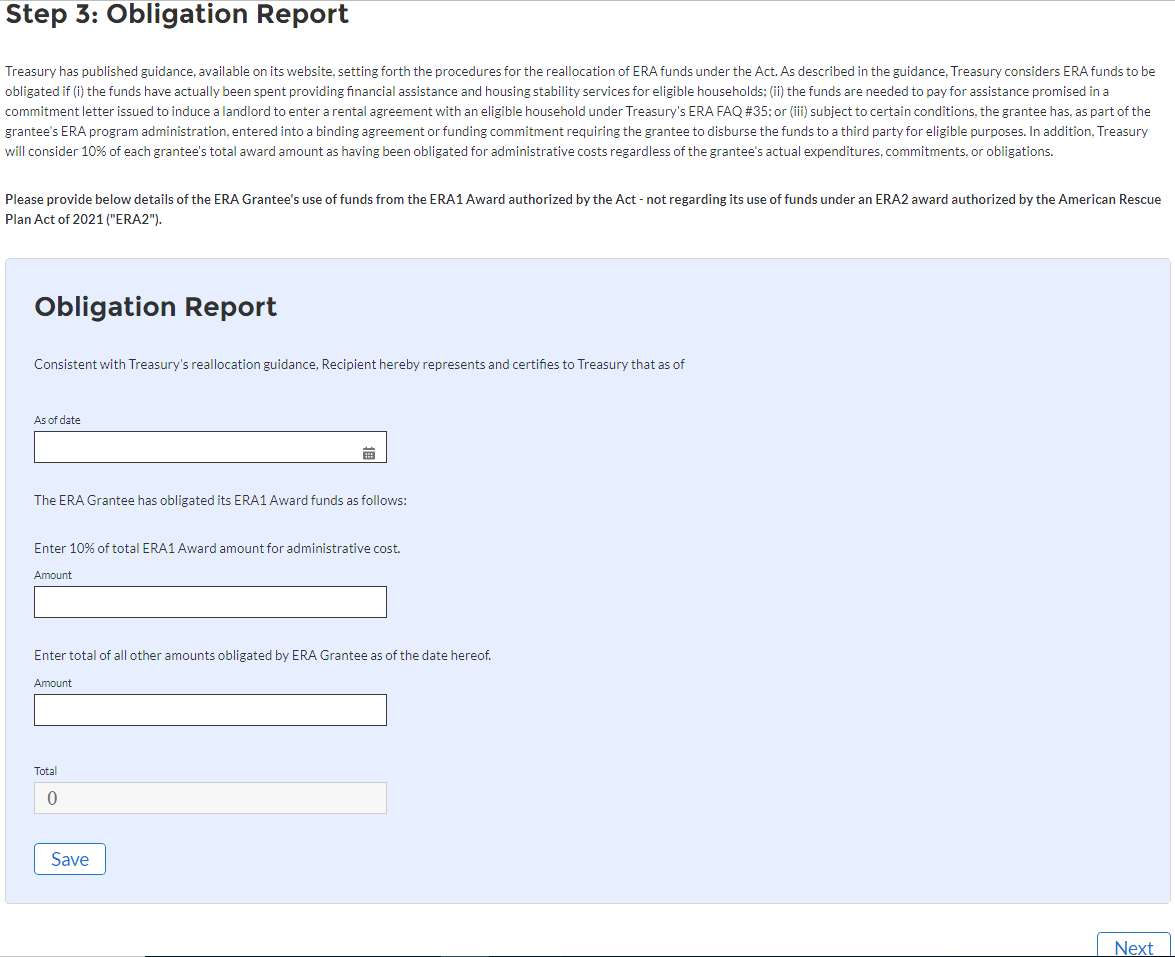 Step 3: Obligation Report
Treasury has published guidance, available on its website, setting forth the procedures for the reallocation of ERA funds under the Act. As described in the guidance, Treasury considers ERA funds to be
obligated if (i) the funds have actually been spent providing financial assistance and housing stability services for eligible households; (ii) the funds are needed to pay for assistance promised in a
commitment letter issued to induce a landlord to enter a rental agreement with an eligible household under Treasury's ERA FAQ #35; or (iii) subject to certain conditions, the grantee has, as part of the
grantee's ERA program administration, entered into a binding agreement or funding commitment requiring the grantee to disburse the funds to a third party for eligible purposes. In addition, Treasury
will consider 10% of each grantee's total award amount as having been obligated for administrative costs regardless of the grantee's actual expenditures, commitments, or obligations.
Please provide below details of the ERA Grantee's use of funds from the ERA1 Award authorized by the Act - not regarding its use of funds under an ERA2 award authorized by the American Rescue
Plan Act of 2021 ("ERA2").
Obligation Report
Consistent with Treasury's reallocation guidance, Recipient hereby represents and certifies to Treasury that as of
As of date
The ERA Grantee has obligated its ERA1 Award funds as follows:
Enter 10% of total ERA1 Award amount for administrative cost.
Amount
Enter total of all other amounts obligated by ERA Grantee as of the date hereof.
Amount
Total
0
Save
Next